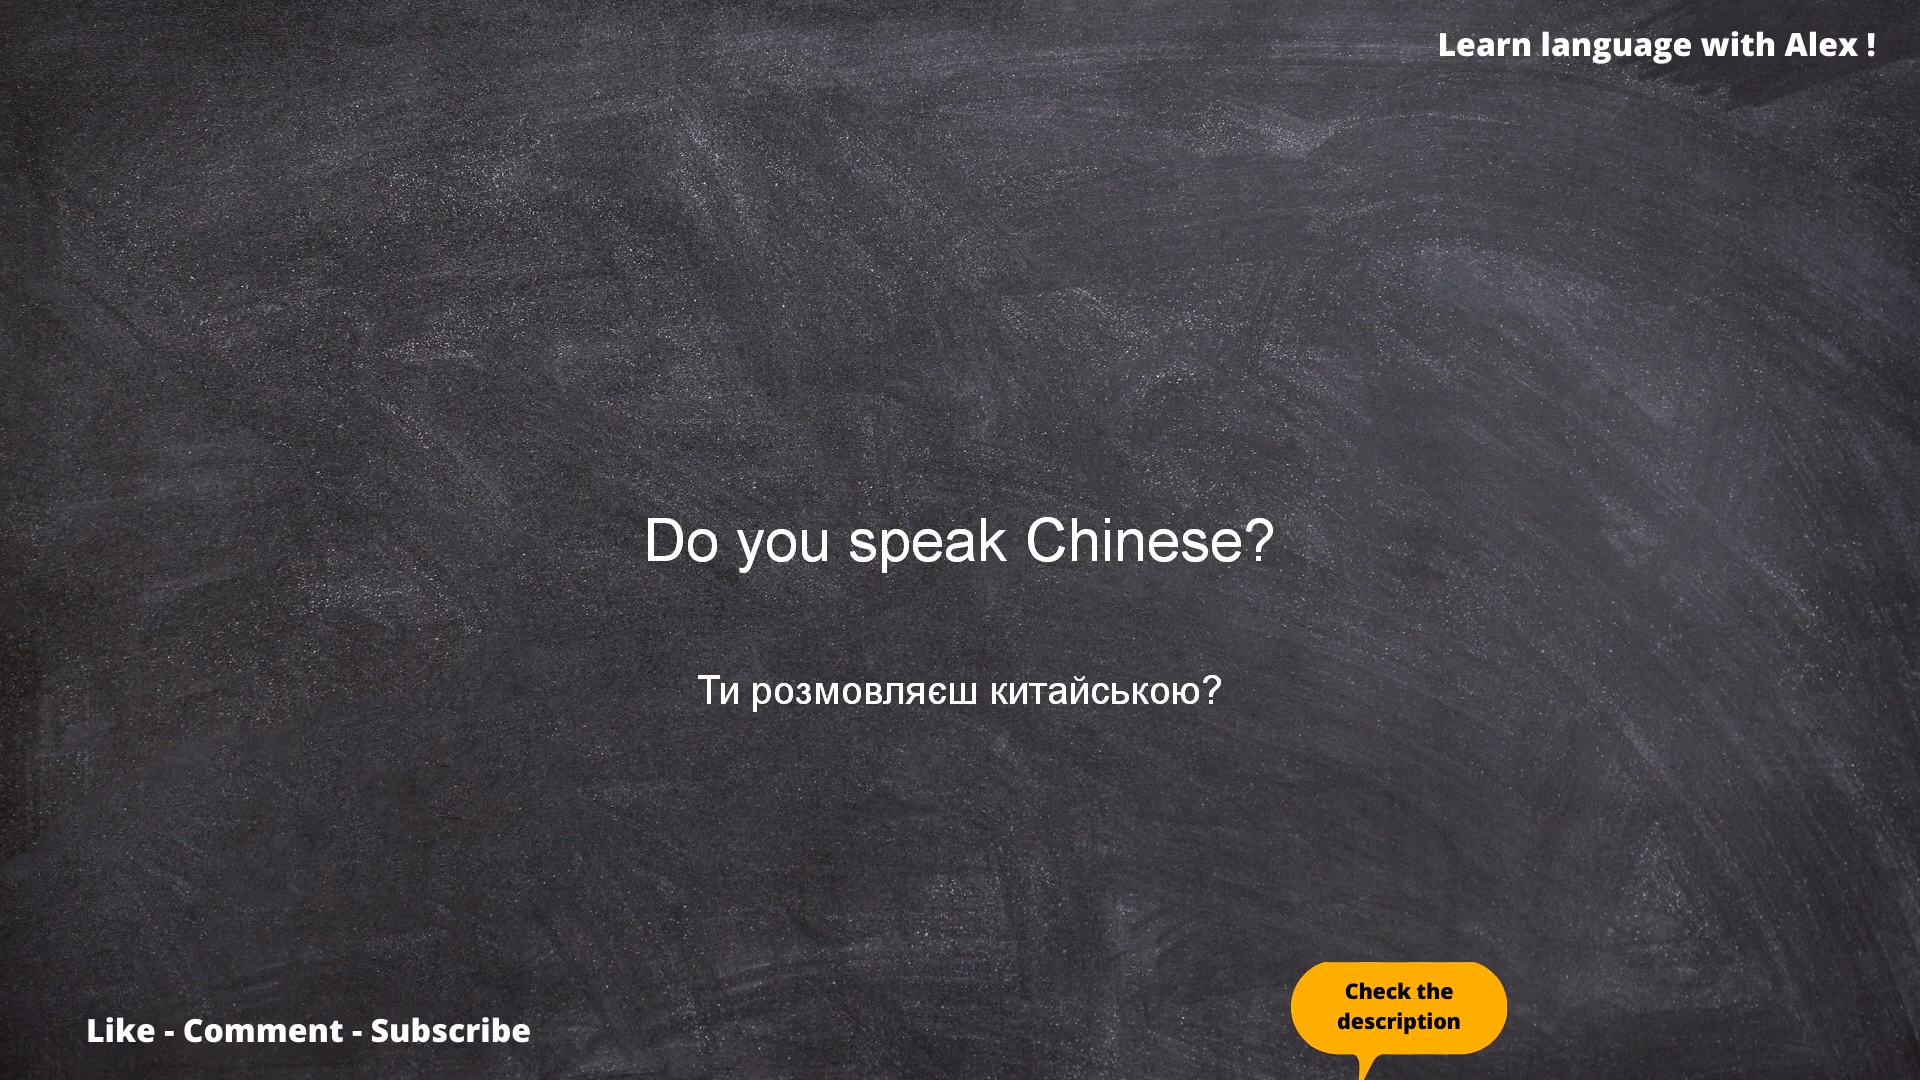 Learn language with Alex !
Do you speak Chinese?
Ти розмовляєш китайською?
Check the
description
Like - Comment - Subscribe